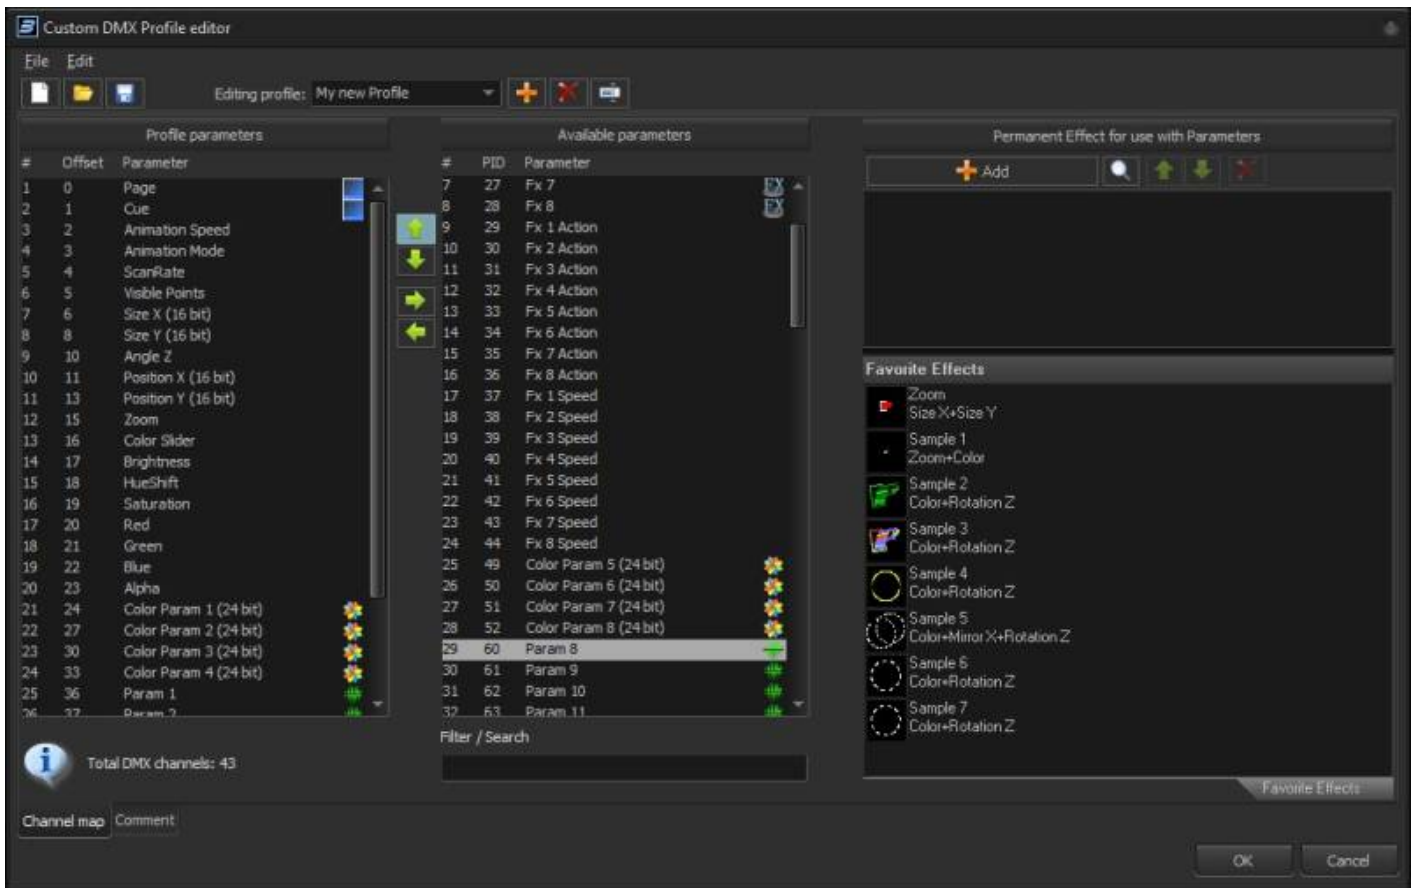 Custom DMX Profile editor
File Edit
Editing profile: My new Profile
Profile parameters
# Offset Parameter
1 0 Page
2 1 Cue
3 2 Animation Speed
4 3 Animation Mode
5 4 ScanRate
6 5 Visible Points
7 6 Size X (16 bit)
8 8 Size Y (16 bit)
9 10 Angle Z
10 11 Position X (16 bit)
11 13 Position Y (16 bit)
12 15 Zoom
13 16 Color Slider
14 17 Brightness
15 18 HueShift
16 19 Saturation
17 20 Red
18 21 Green
19 22 Blue
20 23 Alpha
21 24 Color Param 1 (24 bit)
22 27 Color Param 2 (24 bit)
23 30 Color Param 3 (24 bit)
24 33 Color Param 4 (24 bit)
25 36 Param 1
26 37 Param 2
Total DMX channels: 43
Available parameters
# PID Parameter
7 27 Fx 7 FX
8 28 Fx 8 FX
9 29 Fx 1 Action
10 30 Fx 2 Action
11 31 Fx 3 Action
12 32 Fx 4 Action
13 33 Fx 5 Action
14 34 Fx 6 Action
15 35 Fx 7 Action
16 36 Fx 8 Action
17 37 Fx 1 Speed
18 38 Fx 2 Speed
19 39 Fx 3 Speed
20 40 Fx 4 Speed
21 41 Fx 5 Speed
22 42 Fx 6 Speed
23 43 Fx 7 Speed
24 44 Fx 8 Speed
25 49 Color Param 5 (24 bit)
26 50 Color Param 6 (24 bit)
27 51 Color Param 7 (24 bit)
28 52 Color Param 8 (24 bit)
29 60 Param 8
30 61 Param 9
31 62 Param 10
32 63 Param 11
Filter / Search
Permanent Effect for use with Parameters
Add
Favorite Effects
Zoom
Size X+Size Y
Sample 1
Zoom+Color
Sample 2
Color+Rotation Z
Sample 3
Color+Rotation Z
Sample 4
Color+Rotation Z
Sample 5
Color+Mirror X+Rotation Z
Sample 6
Color+Rotation Z
Sample 7
Color+Rotation Z
Favorite Effects
Channel map Comment
OK Cancel